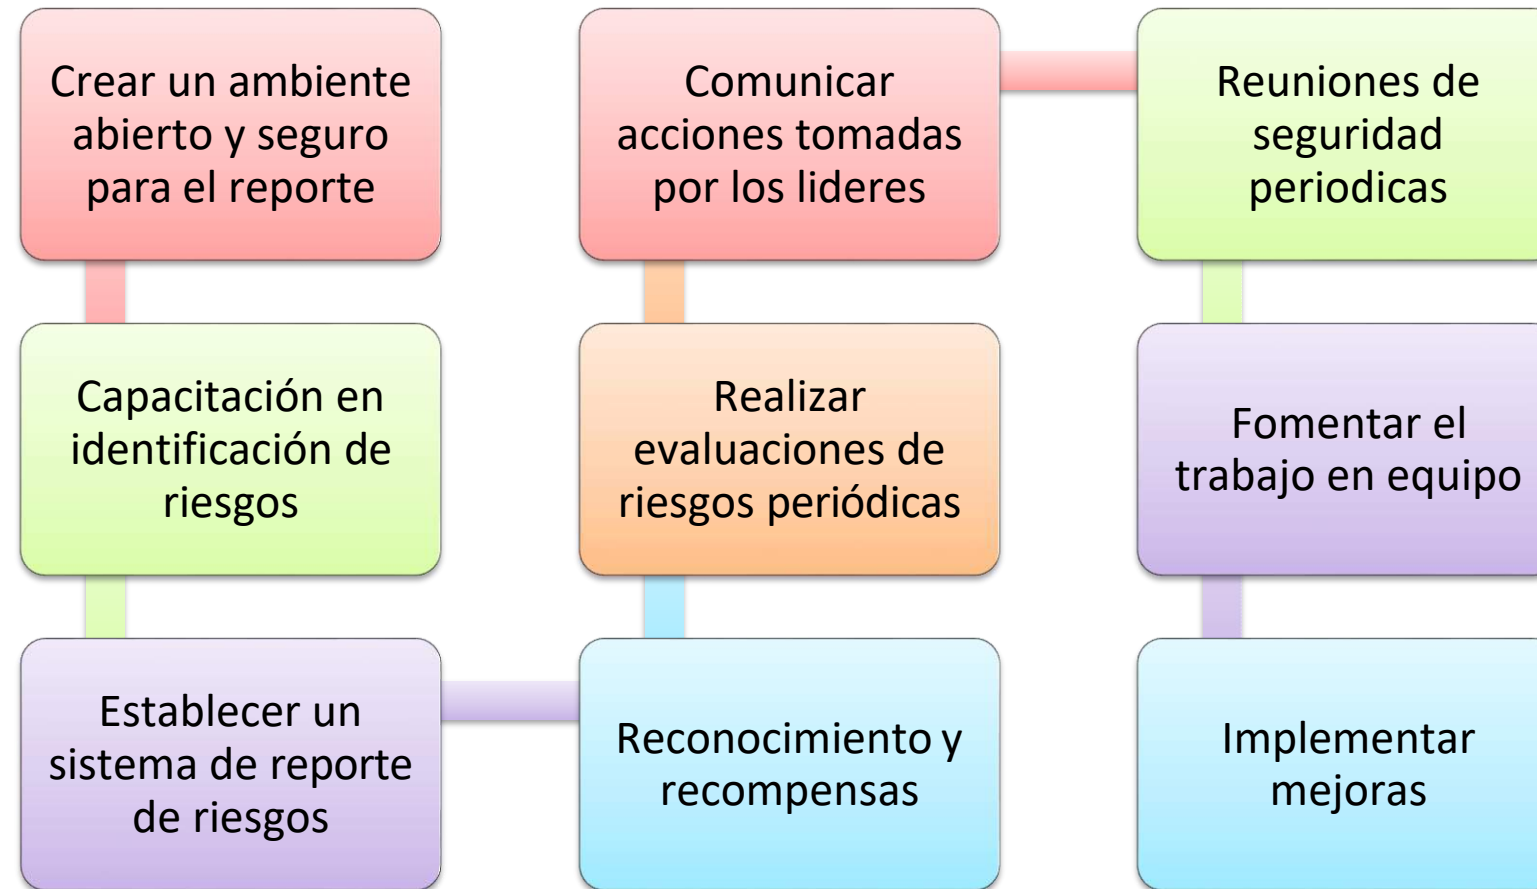 Crear un ambiente
abierto y seguro
para el reporte
Capacitación en
identificación de
riesgos
Establecer un
sistema de reporte
de riesgos
Reconocimiento y
recompensas
Realizar
evaluaciones de
riesgos periódicas
Comunicar
acciones tomadas
por los lideres
Reuniones de
seguridad
periodicas
Fomentar el
trabajo en equipo
Implementar
mejoras